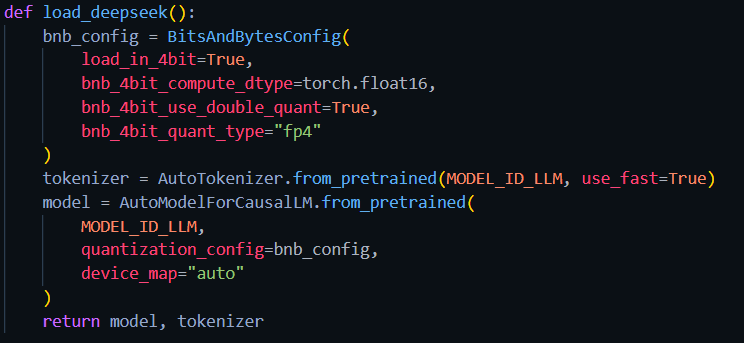 def load_deepseek():
    bnb_config = BitsAndBytesConfig(
        load_in_4bit=True,
        bnb_4bit_compute_dtype=torch.float16,
        bnb_4bit_use_double_quant=True,
        bnb_4bit_quant_type="fp4"
    )
    tokenizer = AutoTokenizer.from_pretrained(MODEL_ID_LLM, use_fast=True)
    model = AutoModelForCausalLM.from_pretrained(
        MODEL_ID_LLM,
        quantization_config=bnb_config,
        device_map="auto"
    )
    return model, tokenizer